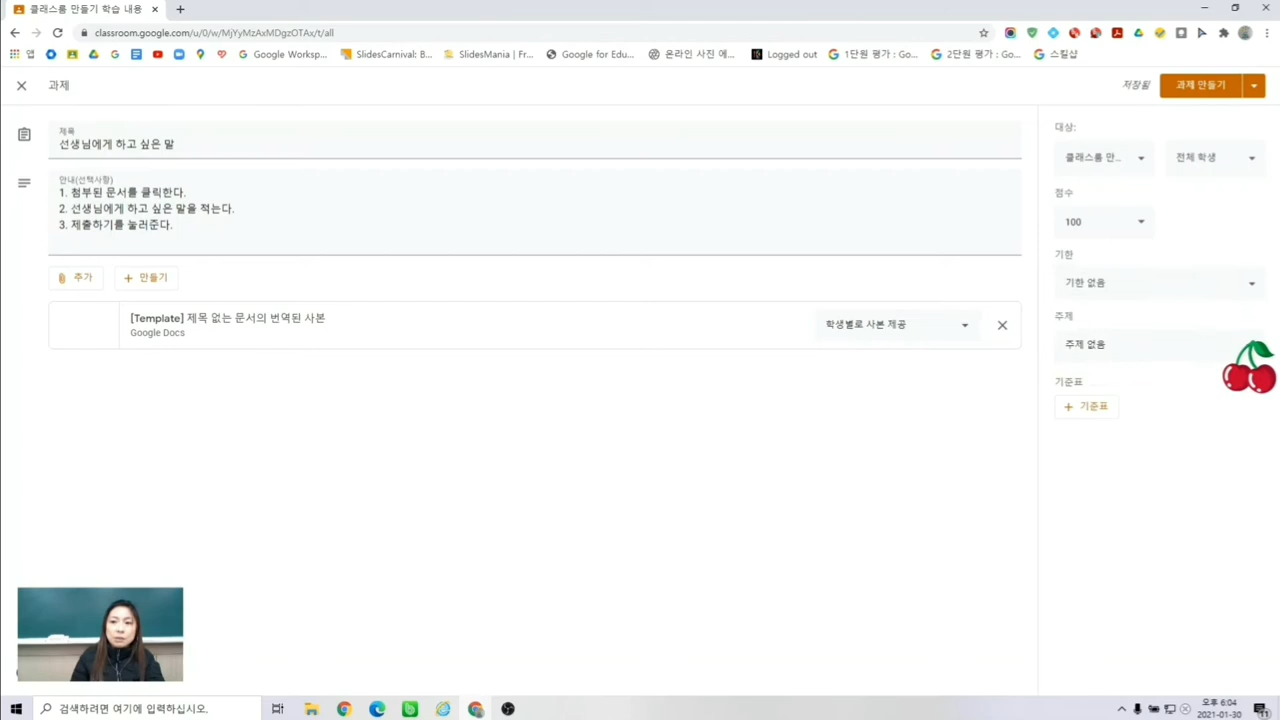 클래스룸 만들기 학습 내용
classroom.google.com/u/0/w/MjYyMzAxMDgzOTAx/t/all
앱
Google Worksp...
SlidesCarnival: B...
SlidesMania | Fr...
Google for Edu...
온라인 사진 에...
Logged out
1단원 평가 : Go...
2단원 평가 : Go...
스킬샵
과제
저장됨
과제 만들기
제목
선생님에게 하고 싶은 말
안내(선택사항)
1. 첨부된 문서를 클릭한다.
2. 선생님에게 하고 싶은 말을 적는다.
3. 제출하기를 눌러준다.
추가
만들기
[Template] 제목 없는 문서의 번역된 사본
Google Docs
학생별로 사본 제공
대상:
클래스룸 만...
전체 학생
점수
100
기한
기한 없음
주제
주제 없음
기준표
기준표
검색하려면 여기에 입력하십시오.
오후 6:04
2021-01-30